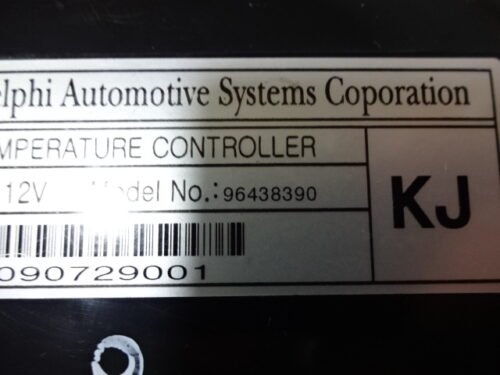 elphi Automotive Systems Coporation
MPERATURE CONTROLLER
12V Model No.: 96438390
KJ
090729001